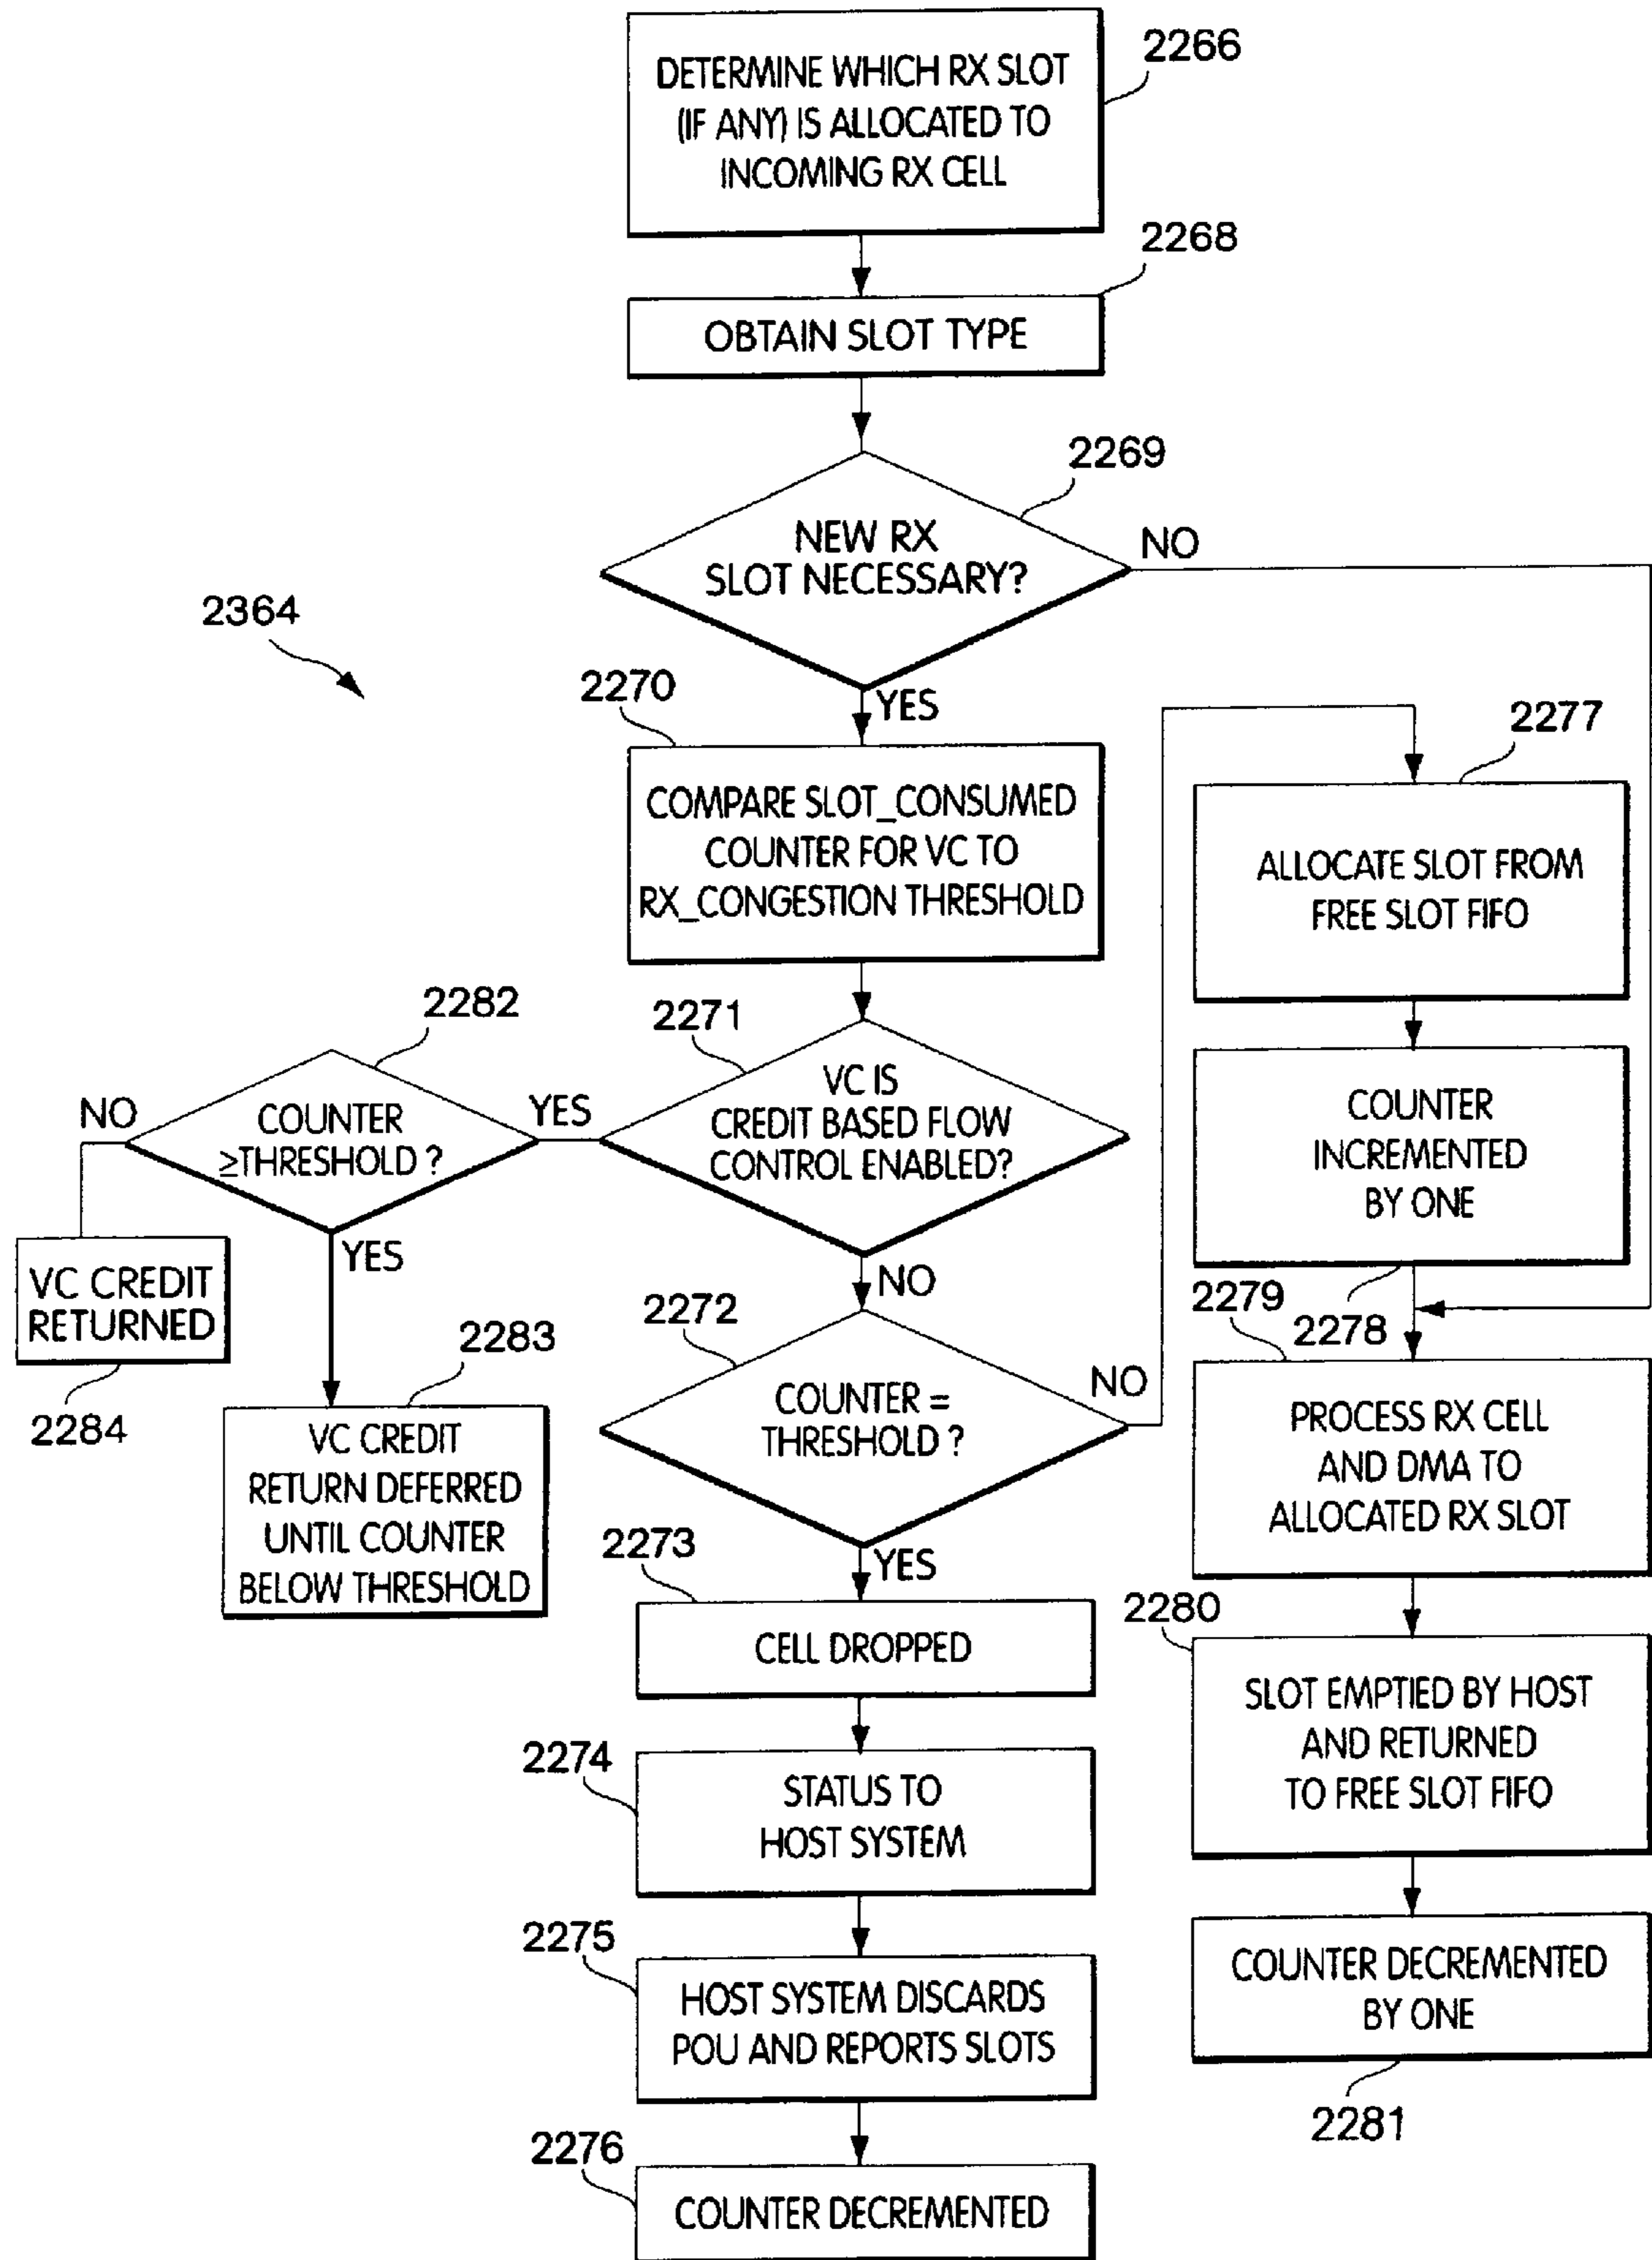 2266
DETERMINE WHICH RX SLOT
(IF ANY) IS ALLOCATED TO
INCOMING RX CELL
2268
OBTAIN SLOT TYPE
2269
NEW RX
SLOT NECESSARY?
NO
YES
2364
2270
COMPARE SLOT_CONSUMED
COUNTER FOR VC TO
RX_CONGESTION THRESHOLD
2271
VC IS
CREDIT BASED FLOW
CONTROL ENABLED?
YES
NO
2282
COUNTER
≥THRESHOLD ?
NO
YES
VC CREDIT
RETURNED
2284
2283
VC CREDIT
RETURN DEFERRED
UNTIL COUNTER
BELOW THRESHOLD
2272
COUNTER =
THRESHOLD ?
NO
YES
2273
CELL DROPPED
2274
STATUS TO
HOST SYSTEM
2275
HOST SYSTEM DISCARDS
POU AND REPORTS SLOTS
2276
COUNTER DECREMENTED
2277
ALLOCATE SLOT FROM
FREE SLOT FIFO
COUNTER
INCREMENTED
BY ONE
2278
2279
PROCESS RX CELL
AND DMA TO
ALLOCATED RX SLOT
2280
SLOT EMPTIED BY HOST
AND RETURNED
TO FREE SLOT FIFO
COUNTER DECREMENTED
BY ONE
2281